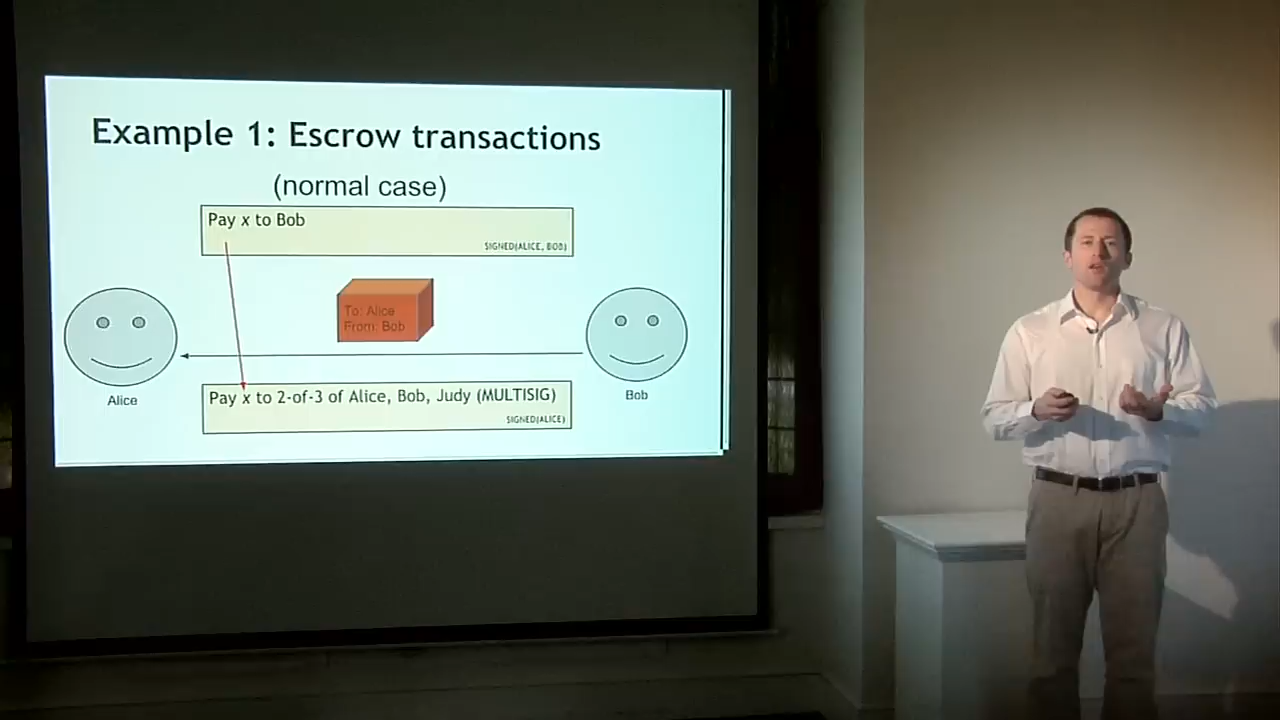 Example 1: Escrow transactions
(normal case)
Pay x to Bob
SIGNED(ALICE, BOB)
To: Alice
From: Bob
Alice
Bob
Pay x to 2-of-3 of Alice, Bob, Judy (MULTISIG)
SIGNED(ALICE)